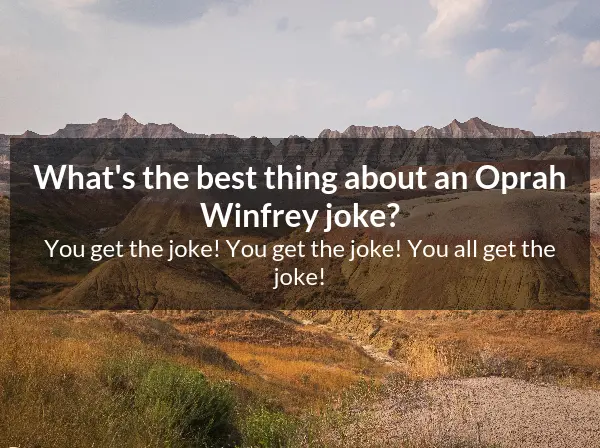 What's the best thing about an Oprah
Winfrey joke?
You get the joke! You get the joke! You all get the
joke!